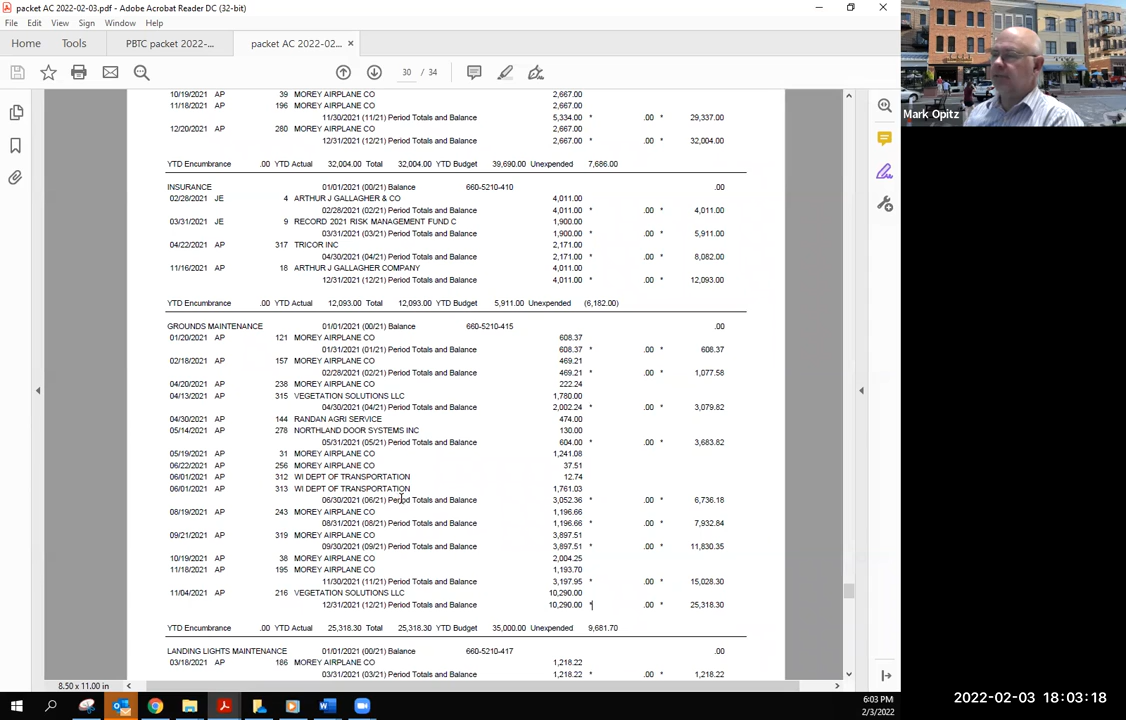 packet AC 2022-02-03.pdf - Adobe Acrobat Reader DC (32-bit)
File Edit View Sign Window Help
Home Tools PBTC packet 2022-... packet AC 2022-02... ×
30 / 34
10/19/2021 AP 39 MOREY AIRPLANE CO 2,667.00
11/18/2021 AP 196 MOREY AIRPLANE CO 2,667.00
11/30/2021 (11/21) Period Totals and Balance 5,334.00 * .00 * 29,337.00
12/20/2021 AP 280 MOREY AIRPLANE CO 2,667.00
12/31/2021 (12/21) Period Totals and Balance 2,667.00 * .00 * 32,004.00
YTD Encumbrance .00 YTD Actual 32,004.00 Total 32,004.00 YTD Budget 39,690.00 Unexpended 7,686.00
INSURANCE 01/01/2021 (00/21) Balance 660-5210-410 .00
02/28/2021 JE 4 ARTHUR J GALLAGHER & CO 4,011.00
02/28/2021 (02/21) Period Totals and Balance 4,011.00 * .00 * 4,011.00
03/31/2021 JE 9 RECORD 2021 RISK MANAGEMENT FUND C 1,900.00
03/31/2021 (03/21) Period Totals and Balance 1,900.00 * .00 * 5,911.00
04/22/2021 AP 317 TRICOR INC 2,171.00
04/30/2021 (04/21) Period Totals and Balance 2,171.00 * .00 * 8,082.00
11/16/2021 AP 18 ARTHUR J GALLAGHER COMPANY 4,011.00
12/31/2021 (12/21) Period Totals and Balance 4,011.00 * .00 * 12,093.00
YTD Encumbrance .00 YTD Actual 12,093.00 Total 12,093.00 YTD Budget 5,911.00 Unexpended (6,182.00)
GROUNDS MAINTENANCE 01/01/2021 (00/21) Balance 660-5210-415 .00
01/20/2021 AP 121 MOREY AIRPLANE CO 608.37
01/31/2021 (01/21) Period Totals and Balance 608.37 * .00 * 608.37
02/18/2021 AP 157 MOREY AIRPLANE CO 469.21
02/28/2021 (02/21) Period Totals and Balance 469.21 * .00 * 1,077.58
04/20/2021 AP 238 MOREY AIRPLANE CO 222.24
04/13/2021 AP 315 VEGETATION SOLUTIONS LLC 1,780.00
04/30/2021 (04/21) Period Totals and Balance 2,002.24 * .00 * 3,079.82
04/30/2021 AP 144 RANDAN AGRI SERVICE 474.00
05/14/2021 AP 278 NORTHLAND DOOR SYSTEMS INC 130.00
05/31/2021 (05/21) Period Totals and Balance 604.00 * .00 * 3,683.82
05/19/2021 AP 31 MOREY AIRPLANE CO 1,241.08
06/22/2021 AP 256 MOREY AIRPLANE CO 37.51
06/01/2021 AP 312 WI DEPT OF TRANSPORTATION 12.74
06/01/2021 AP 313 WI DEPT OF TRANSPORTATION 1,761.03
06/30/2021 (06/21) Period Totals and Balance 3,052.36 * .00 * 6,736.18
08/19/2021 AP 243 MOREY AIRPLANE CO 1,196.66
08/31/2021 (08/21) Period Totals and Balance 1,196.66 * .00 * 7,932.84
09/21/2021 AP 319 MOREY AIRPLANE CO 3,897.51
09/30/2021 (09/21) Period Totals and Balance 3,897.51 * .00 * 11,830.35
10/19/2021 AP 38 MOREY AIRPLANE CO 2,004.25
11/18/2021 AP 195 MOREY AIRPLANE CO 1,193.70
11/30/2021 (11/21) Period Totals and Balance 3,197.95 * .00 * 15,028.30
11/04/2021 AP 216 VEGETATION SOLUTIONS LLC 10,290.00
12/31/2021 (12/21) Period Totals and Balance 10,290.00 * .00 * 25,318.30
YTD Encumbrance .00 YTD Actual 25,318.30 Total 25,318.30 YTD Budget 35,000.00 Unexpended 9,681.70
LANDING LIGHTS MAINTENANCE 01/01/2021 (00/21) Balance 660-5210-417 .00
03/18/2021 AP 186 MOREY AIRPLANE CO 1,218.22
03/31/2021 (03/21) Period Totals and Balance 1,218.22 * .00 * 1,218.22
8.50 x 11.00 in
6:03 PM
2/3/2022
Mark Opitz
2022-02-03 18:03:18